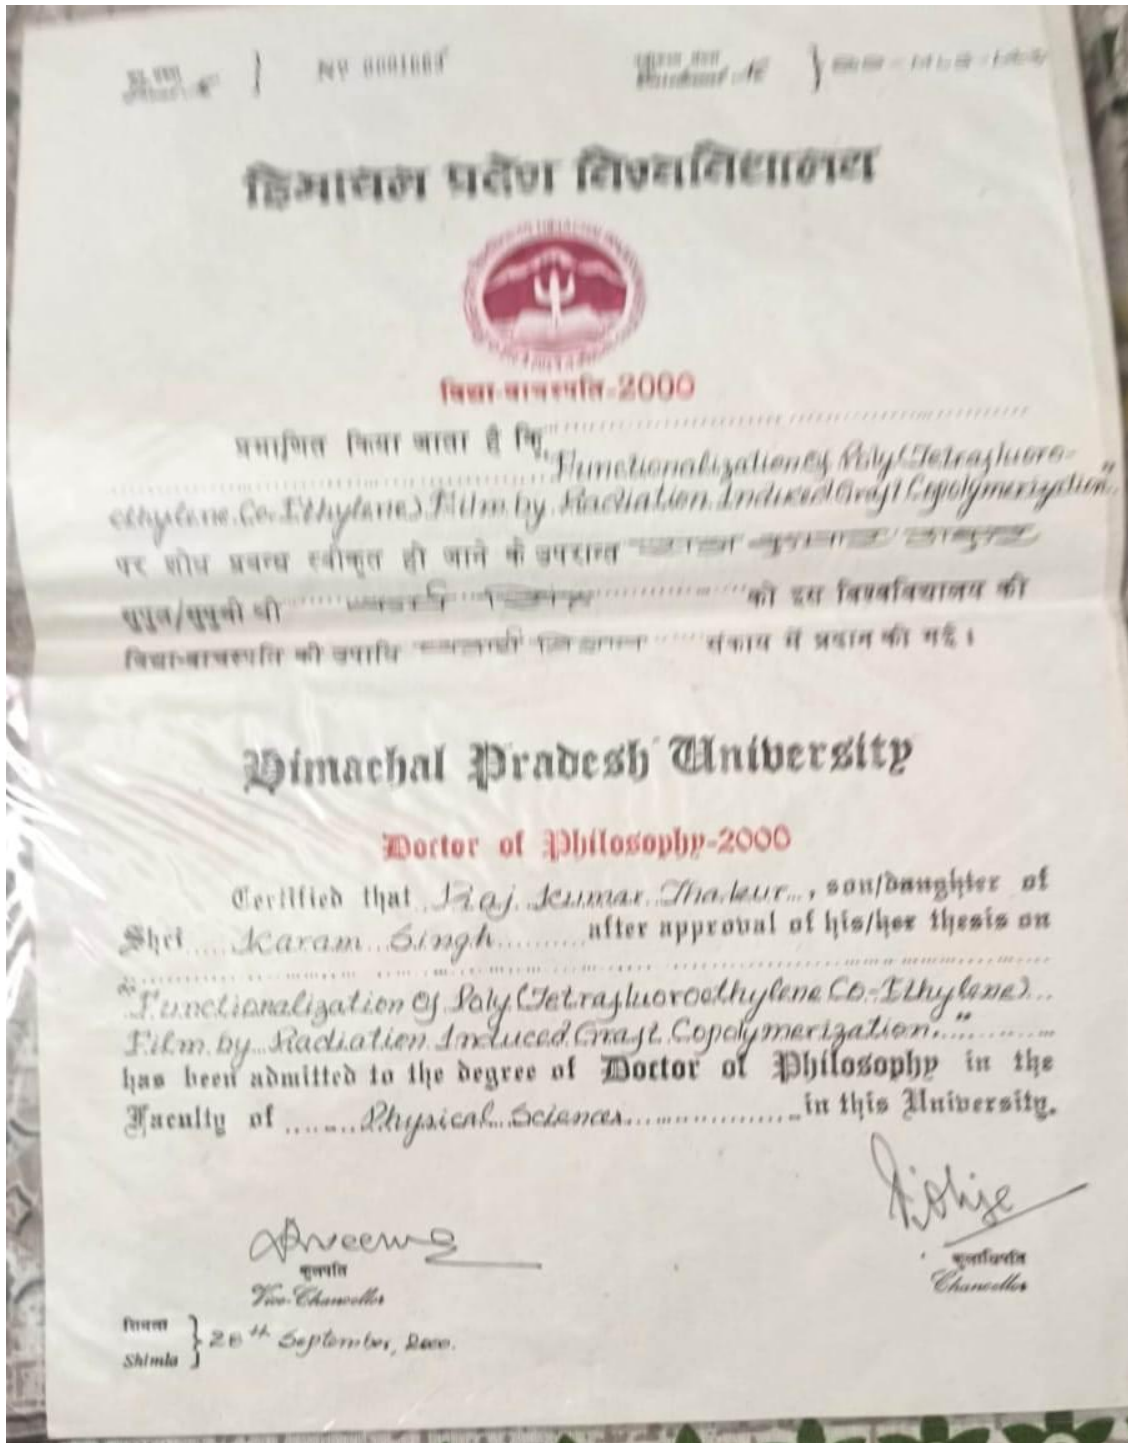 } No 0001663 }
हिमाचल प्रदेश विश्वविद्यालय
विद्या-वाचस्पति-2000
प्रमाणित किया जाता है कि
Functionalization Of Poly(Tetrafluoro-
ethylene.Co-Ethylene) Film by Radiation Induced Graft Copolymerization"
पर शोध प्रबन्ध स्वीकृत हो जाने के उपरान्त
सुपुत्र/सुपुत्री श्री को इस विश्वविद्यालय की
विद्या-वाचस्पति की उपाधि संकाय में प्रदान की गई।
Himachal Pradesh University
Doctor of Philosophy-2000
Certified that Raj Kumar Thakur, son/daughter of
Shri Karam Singh after approval of his/her thesis on
"Functionalization Of Poly(Tetrafluoroethylene Co-Ethylene)
Film by Radiation Induced Graft Copolymerization."
has been admitted to the degree of Doctor of Philosophy in the
Faculty of Physical Sciences in this University.
कुलपति
Vice-Chancellor
कुलाधिपति
Chancellor
शिमला
Shimla } September, 2000.